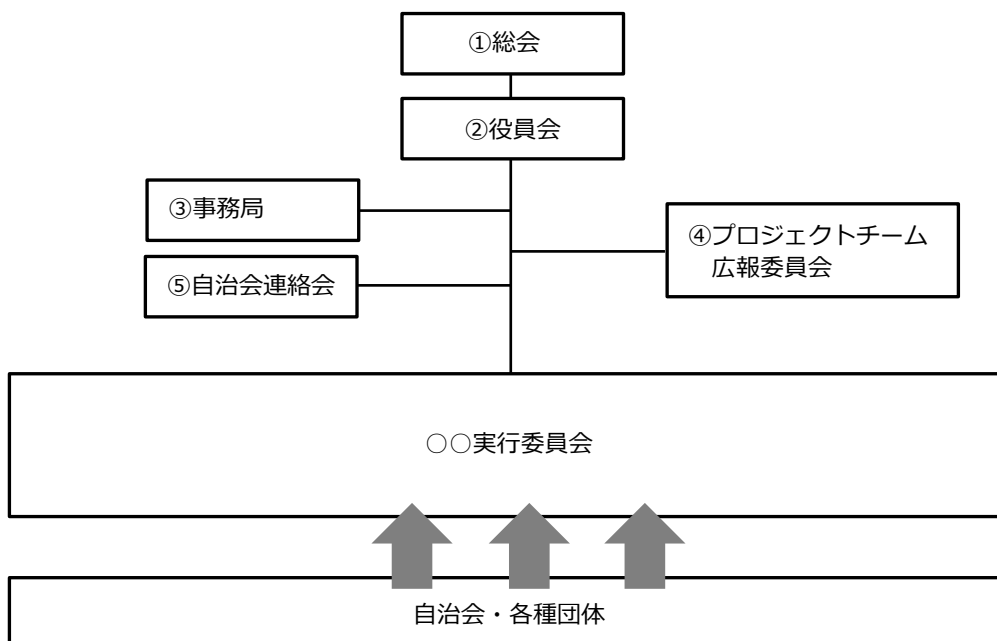 ①総会
②役員会
③事務局
④プロジェクトチーム
広報委員会
⑤自治会連絡会
○○実行委員会
自治会・各種団体